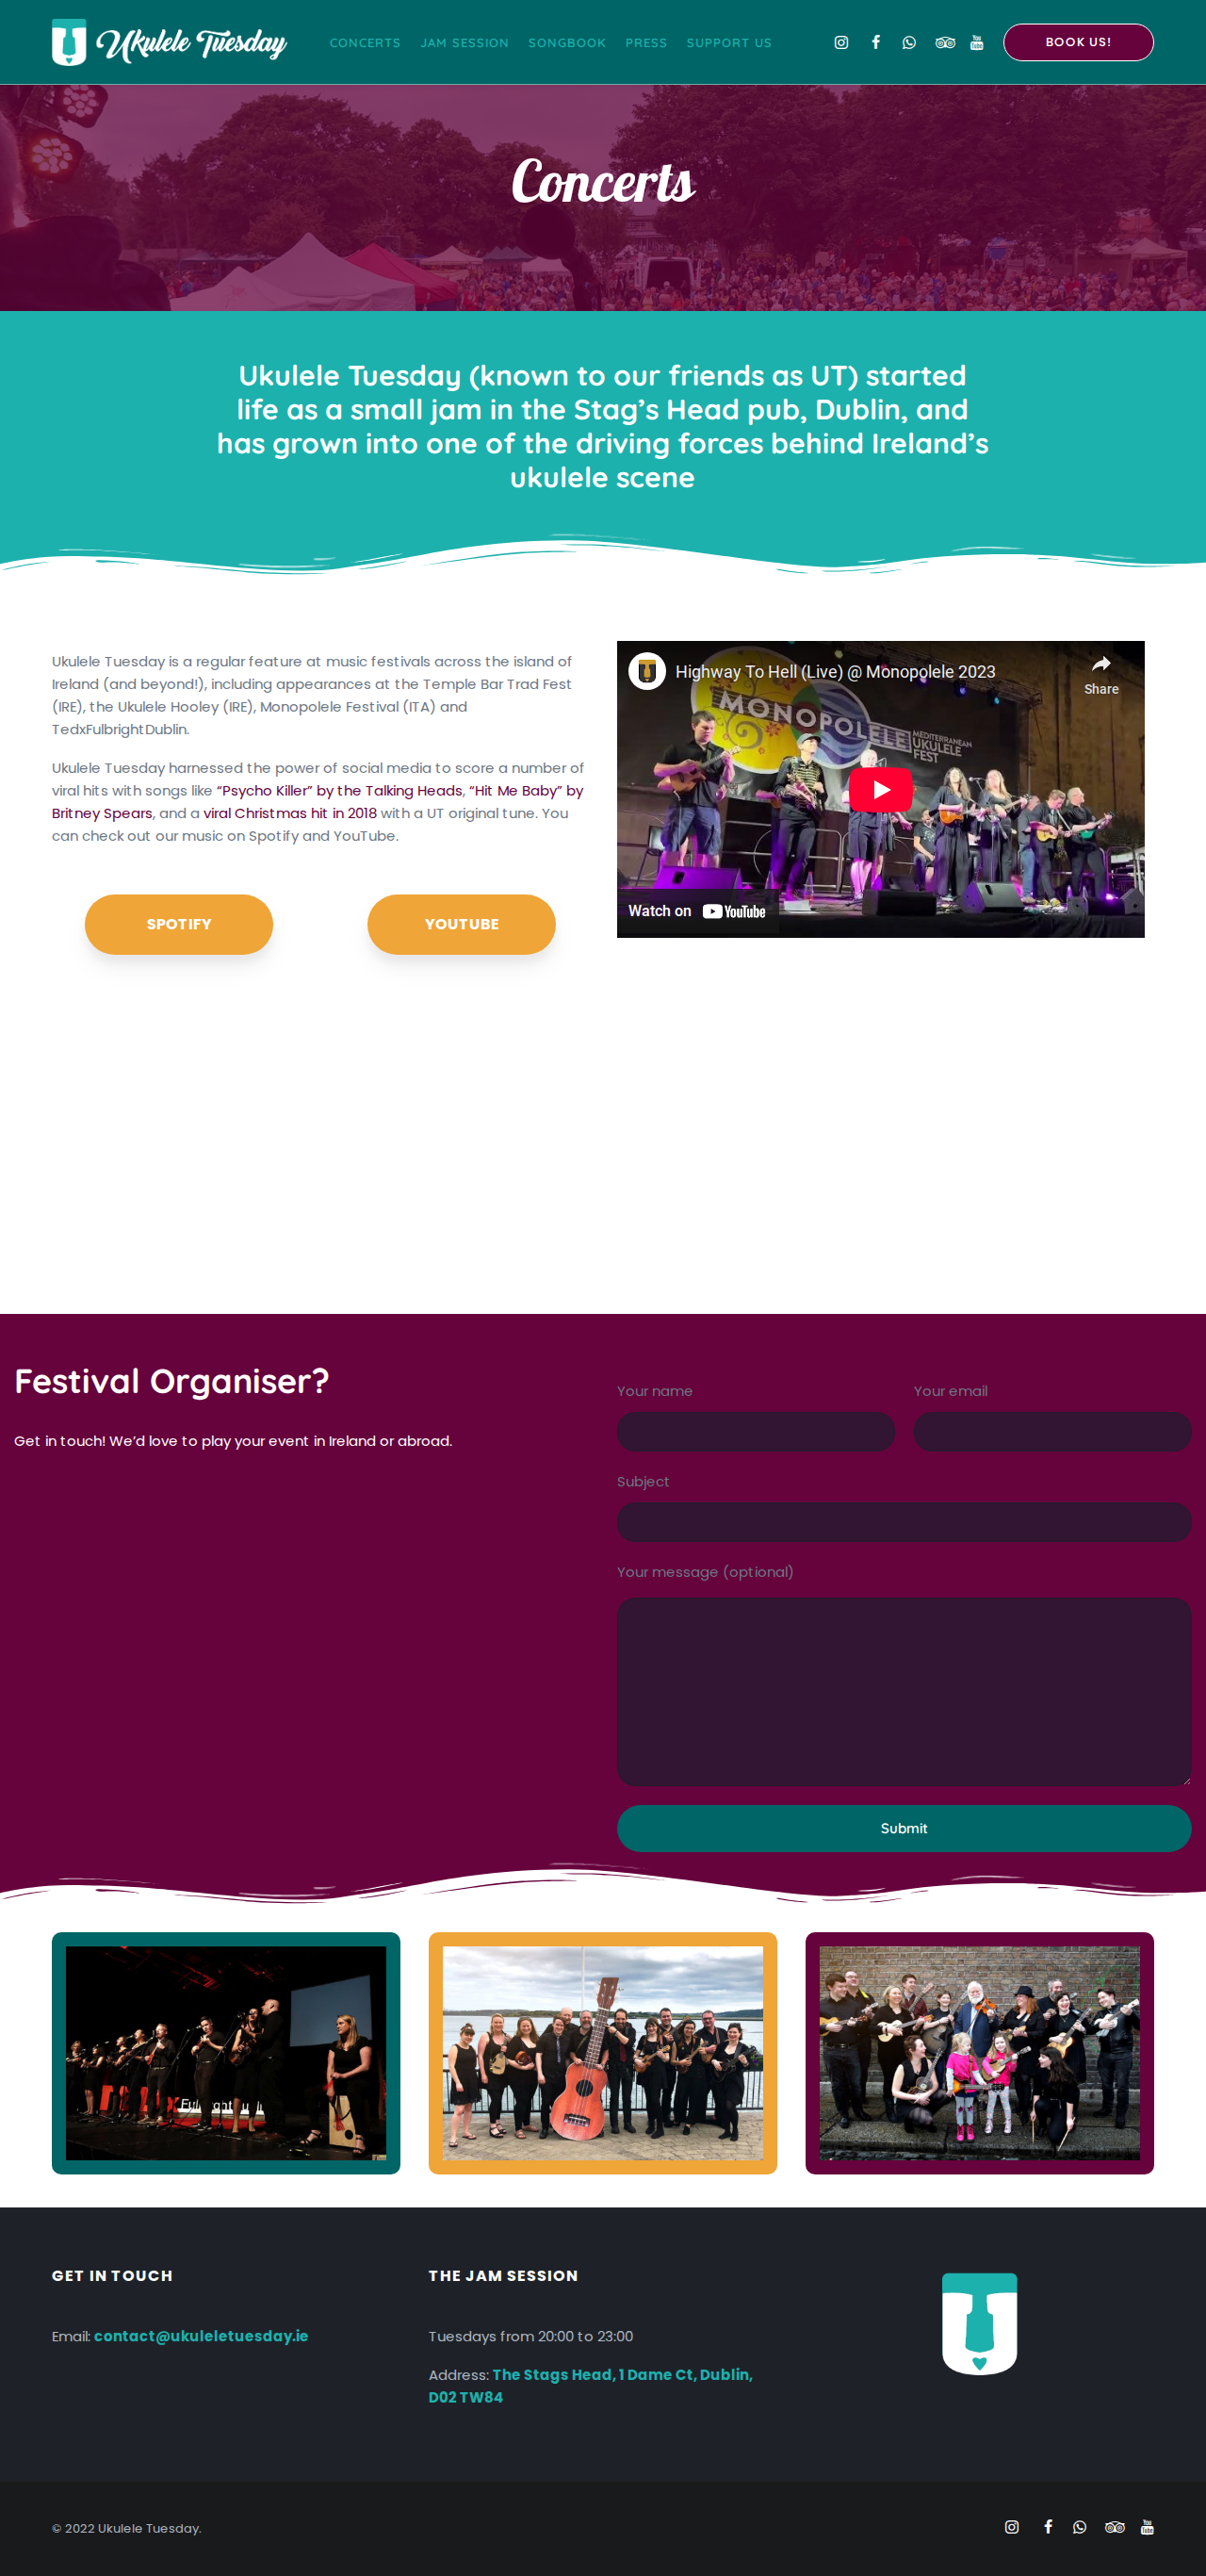 Ukulele Tuesday
CONCERTS JAM SESSION SONGBOOK PRESS SUPPORT US
BOOK US!
Concerts
Ukulele Tuesday (known to our friends as UT) started
life as a small jam in the Stag’s Head pub, Dublin, and
has grown into one of the driving forces behind Ireland’s
ukulele scene
Ukulele Tuesday is a regular feature at music festivals across the island of
Ireland (and beyond!), including appearances at the Temple Bar Trad Fest
(IRE), the Ukulele Hooley (IRE), Monopolele Festival (ITA) and
TedxFulbrightDublin.
Ukulele Tuesday harnessed the power of social media to score a number of
viral hits with songs like “Psycho Killer” by the Talking Heads, “Hit Me Baby” by
Britney Spears, and a viral Christmas hit in 2018 with a UT original tune. You
can check out our music on Spotify and YouTube.
SPOTIFY
YOUTUBE
Highway To Hell (Live) @ Monopolele 2023
Share
MONOPOLELE
MEDITERRANEAN
UKULELE
FEST
Watch on YouTube
Festival Organiser?
Get in touch! We’d love to play your event in Ireland or abroad.
Your name
Your email
Subject
Your message (optional)
Submit
GET IN TOUCH
Email: contact@ukuleletuesday.ie
THE JAM SESSION
Tuesdays from 20:00 to 23:00
Address: The Stags Head, 1 Dame Ct, Dublin,
D02 TW84
© 2022 Ukulele Tuesday.